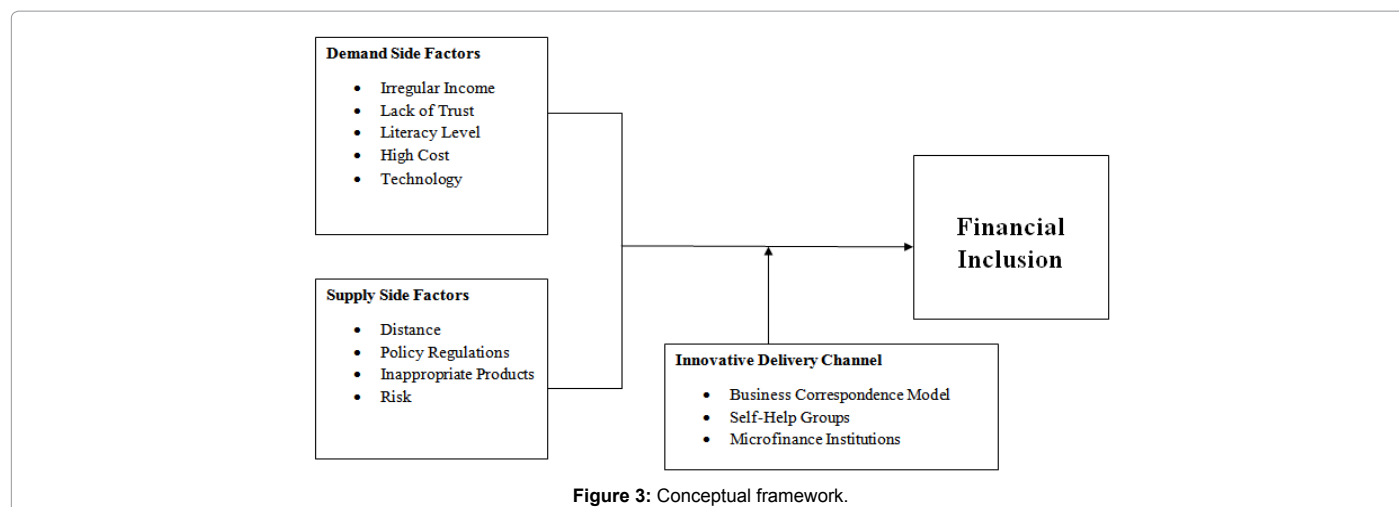 Demand Side Factors
• Irregular Income
• Lack of Trust
• Literacy Level
• High Cost
• Technology
Supply Side Factors
• Distance
• Policy Regulations
• Inappropriate Products
• Risk
Innovative Delivery Channel
• Business Correspondence Model
• Self-Help Groups
• Microfinance Institutions
Financial
Inclusion
Figure 3: Conceptual framework.